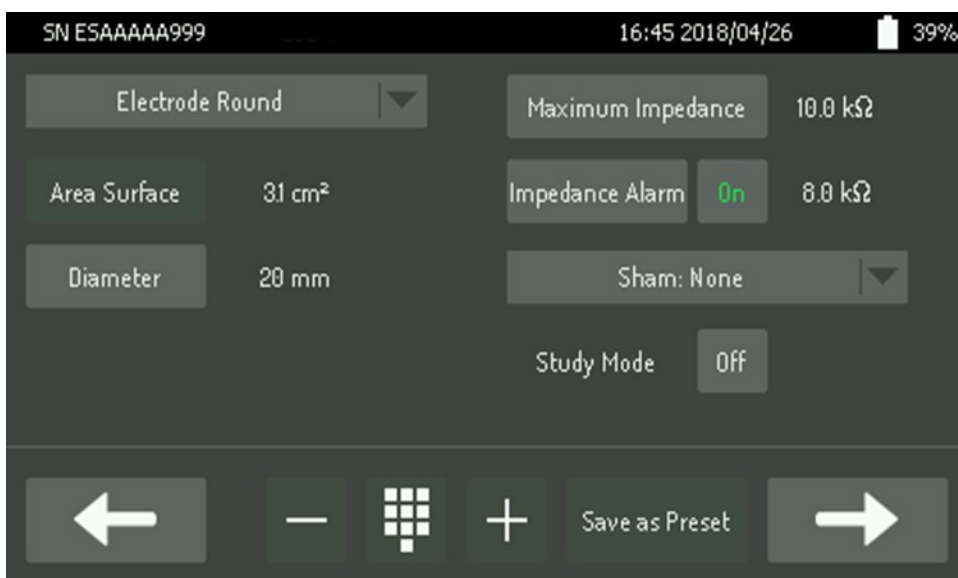 SN ESAAAAA999 16:45 2018/04/26 39%
Electrode Round
Maximum Impedance 10.0 kΩ
Area Surface 3.1 cm²
Impedance Alarm On 8.0 kΩ
Diameter 20 mm
Sham: None
Study Mode Off
Save as Preset